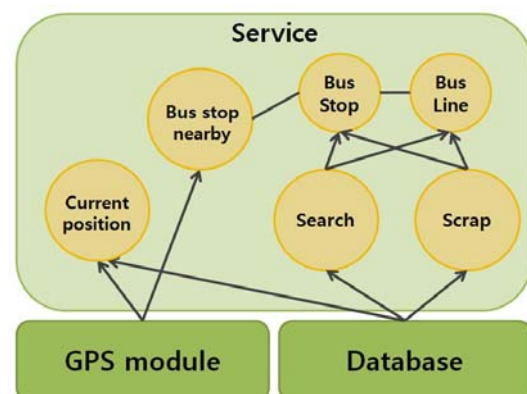 Service
Bus
Stop
Bus
Line
Bus stop
nearby
Current
position
Search
Scrap
GPS module
Database